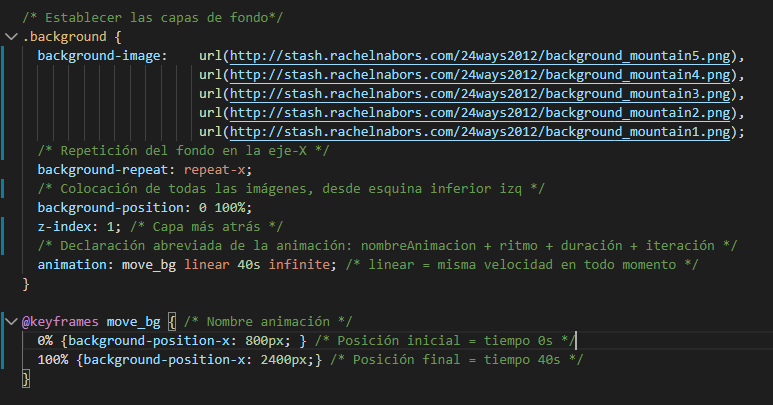 /* Establecer las capas de fondo*/
.background {
background-image: url(http://stash.rachelnabors.com/24ways2012/background_mountain5.png),
url(http://stash.rachelnabors.com/24ways2012/background_mountain4.png),
url(http://stash.rachelnabors.com/24ways2012/background_mountain3.png),
url(http://stash.rachelnabors.com/24ways2012/background_mountain2.png),
url(http://stash.rachelnabors.com/24ways2012/background_mountain1.png);
/* Repetición del fondo en la eje-X */
background-repeat: repeat-x;
/* Colocación de todas las imágenes, desde esquina inferior izq */
background-position: 0 100%;
z-index: 1; /* Capa más atrás */
/* Declaración abreviada de la animación: nombreAnimacion + ritmo + duración + iteración */
animation: move_bg linear 40s infinite; /* linear = misma velocidad en todo momento */
}
@keyframes move_bg { /* Nombre animación */
0% {background-position-x: 800px; } /* Posición inicial = tiempo 0s */
100% {background-position-x: 2400px;} /* Posición final = tiempo 40s */
}